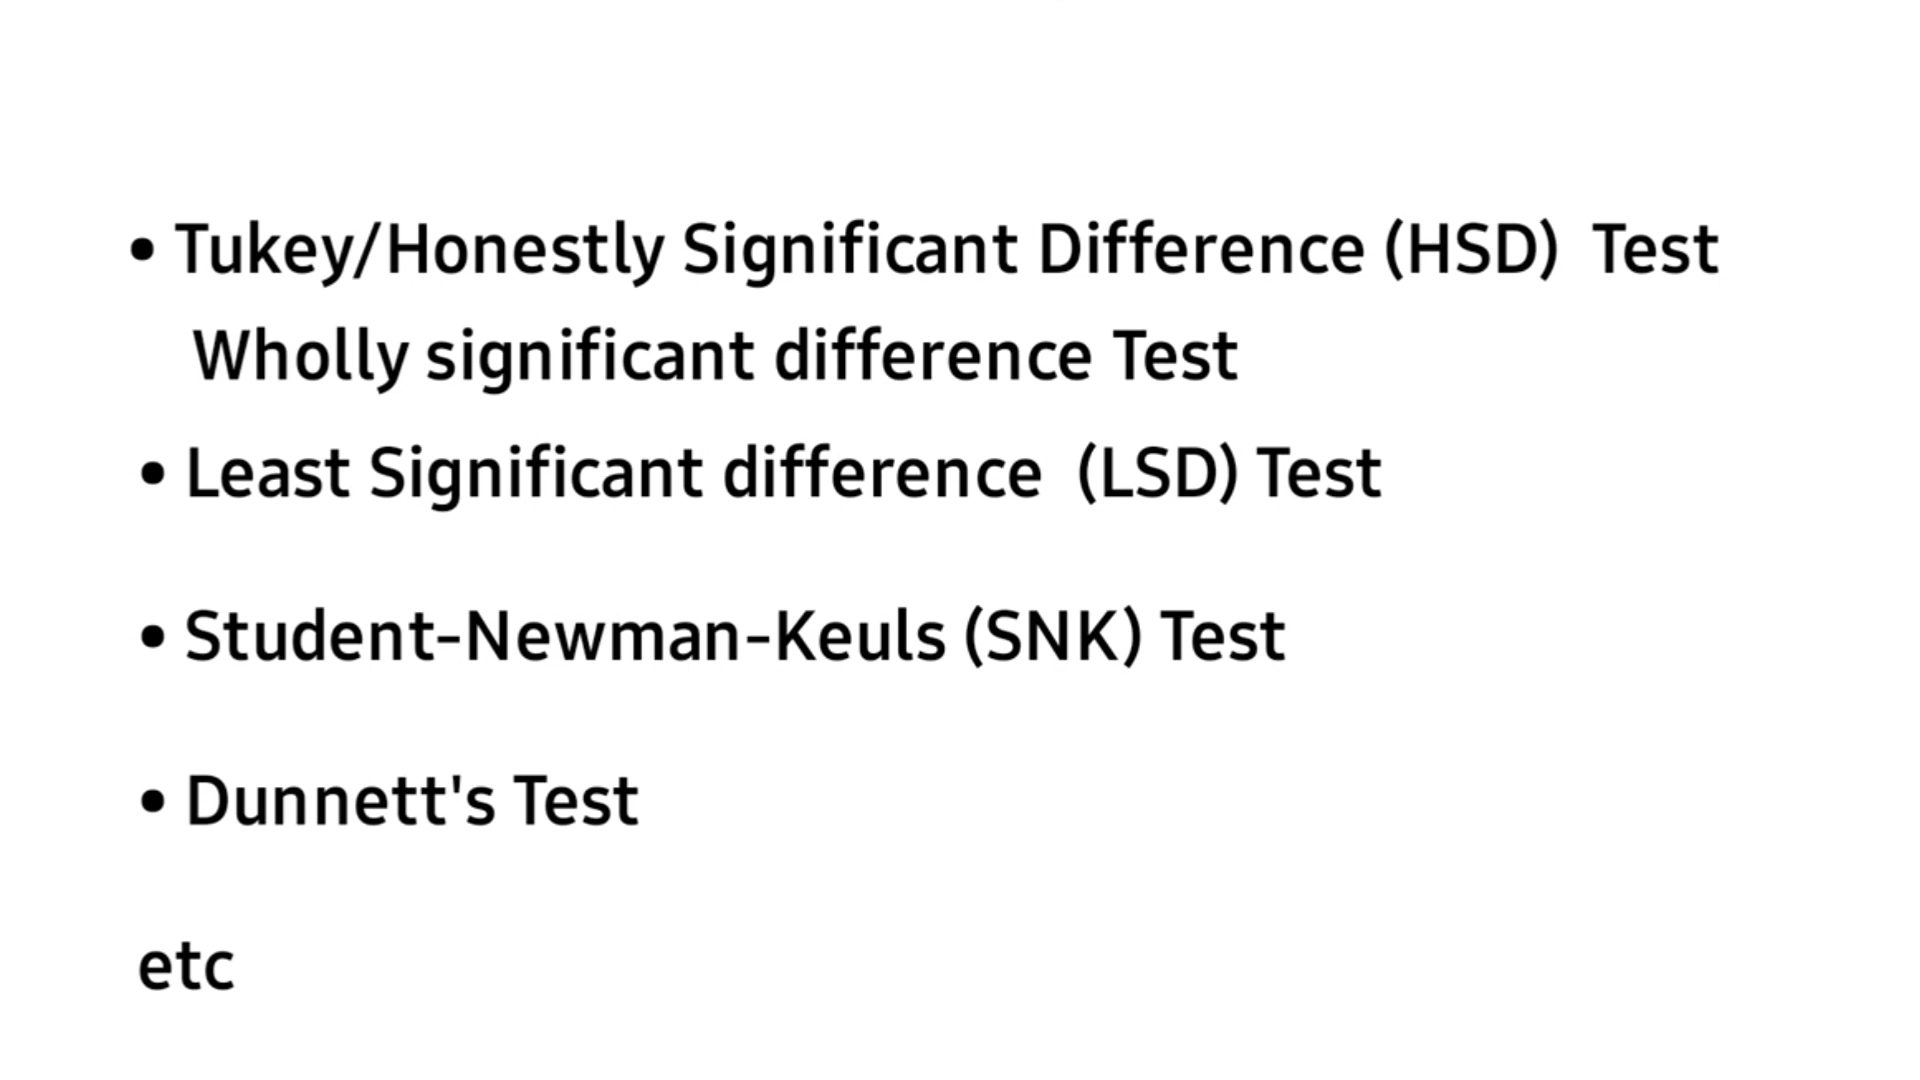 • Tukey/Honestly Significant Difference (HSD) Test
Wholly significant difference Test
• Least Significant difference (LSD) Test
• Student-Newman-Keuls (SNK) Test
• Dunnett's Test
etc